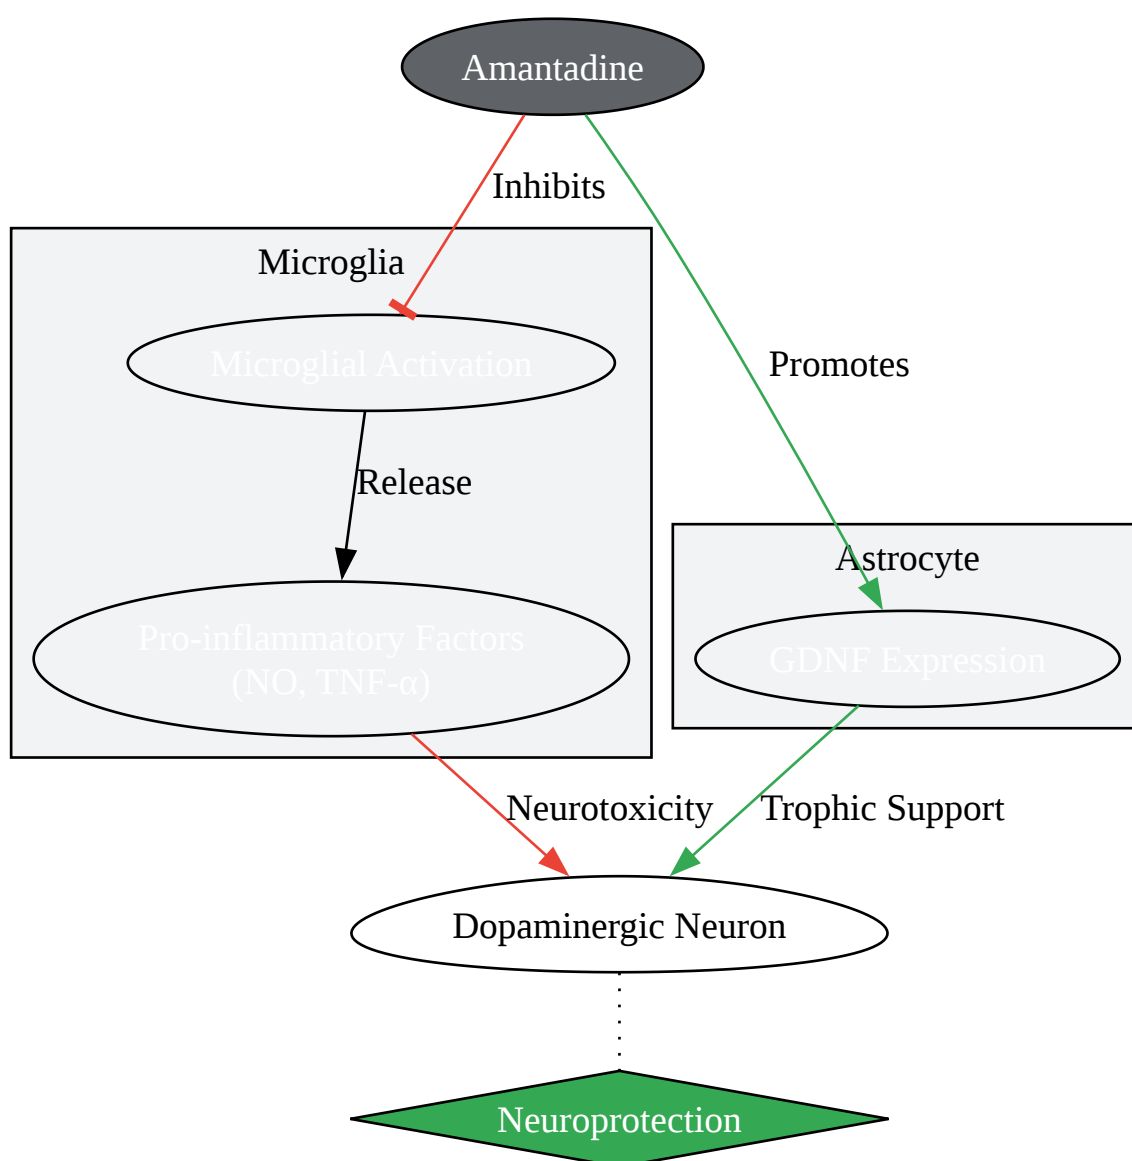 Amantadine
Inhibits
Microglia
Promotes
Microglial Activation
Release
Astrocyte
Pro-inflammatory Factors
(NO, TNF-α)
GDNF Expression
Neurotoxicity
Trophic Support
Dopaminergic Neuron
Neuroprotection